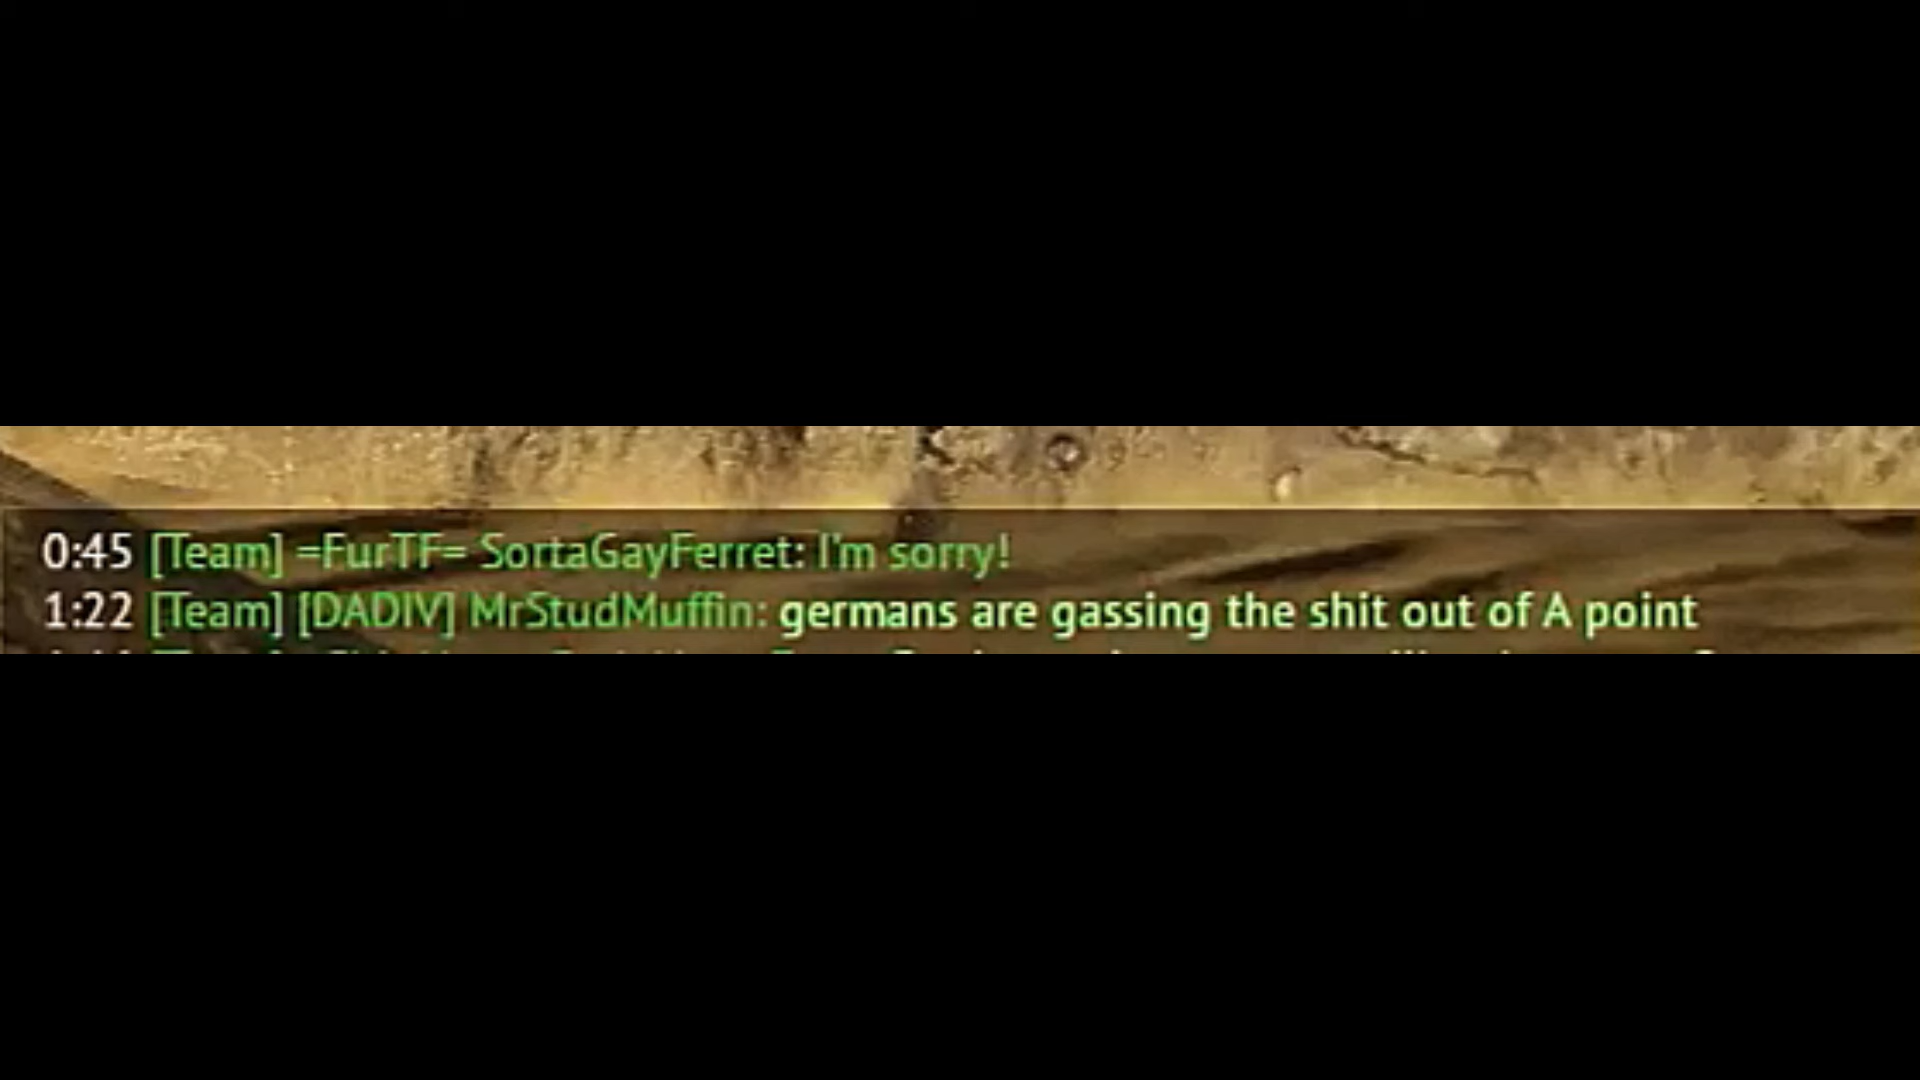 0:45 [Team] =FurTF= SortaGayFerret: I'm sorry!
1:22 [Team] [DADIV] MrStudMuffin: germans are gassing the shit out of A point